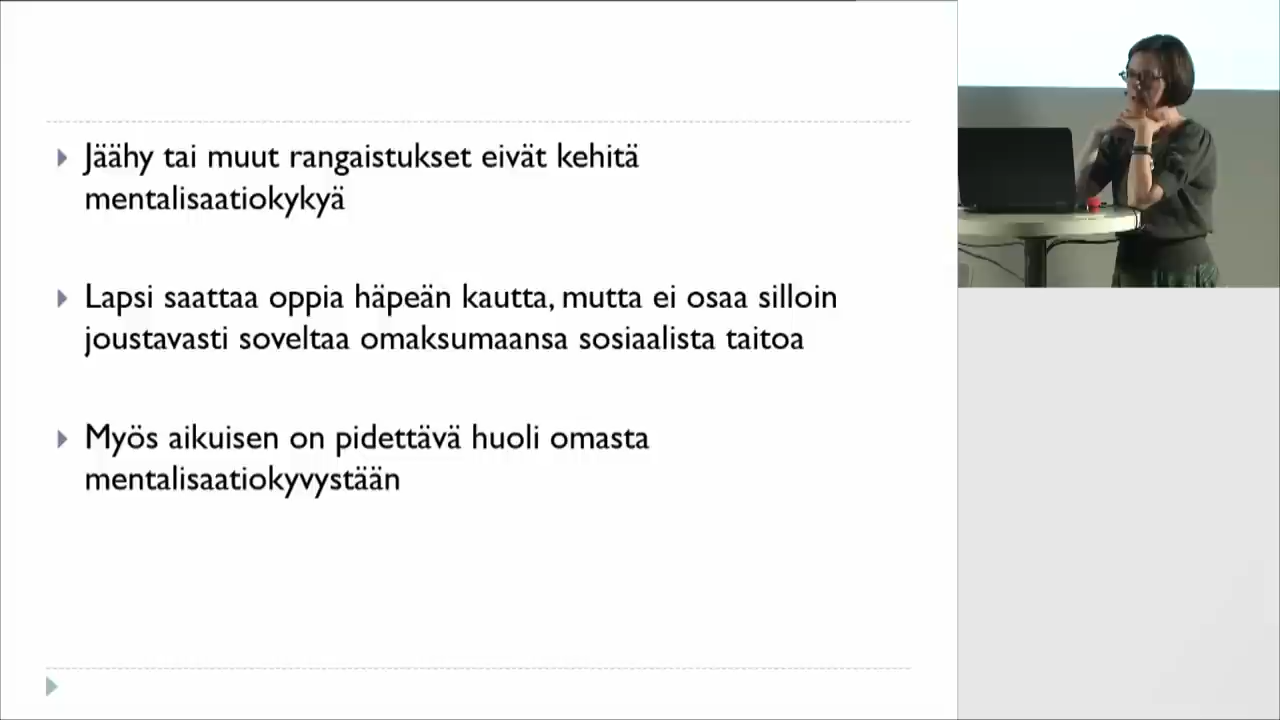 Jäähy tai muut rangaistukset eivät kehitä
mentalisaatiokykyä
Lapsi saattaa oppia häpeän kautta, mutta ei osaa silloin
joustavasti soveltaa omaksumaansa sosiaalista taitoa
Myös aikuisen on pidettävä huoli omasta
mentalisaatiokyvystään